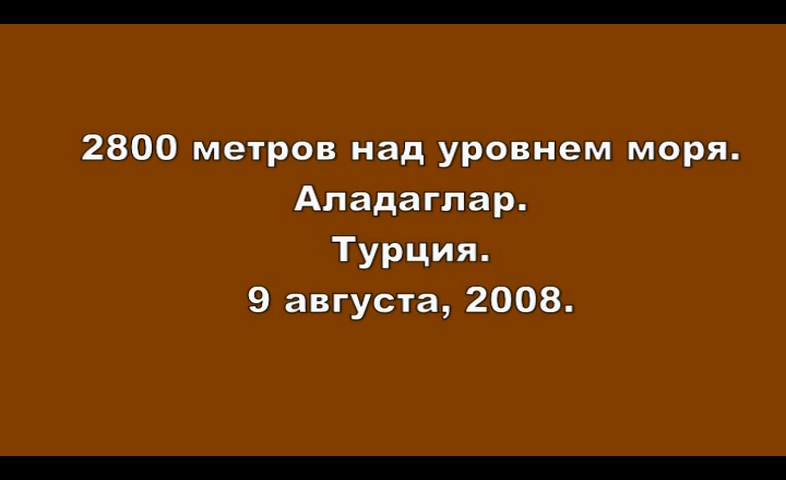 2800 метров над уровнем моря.
Аладаглар.
Турция.
9 августа, 2008.